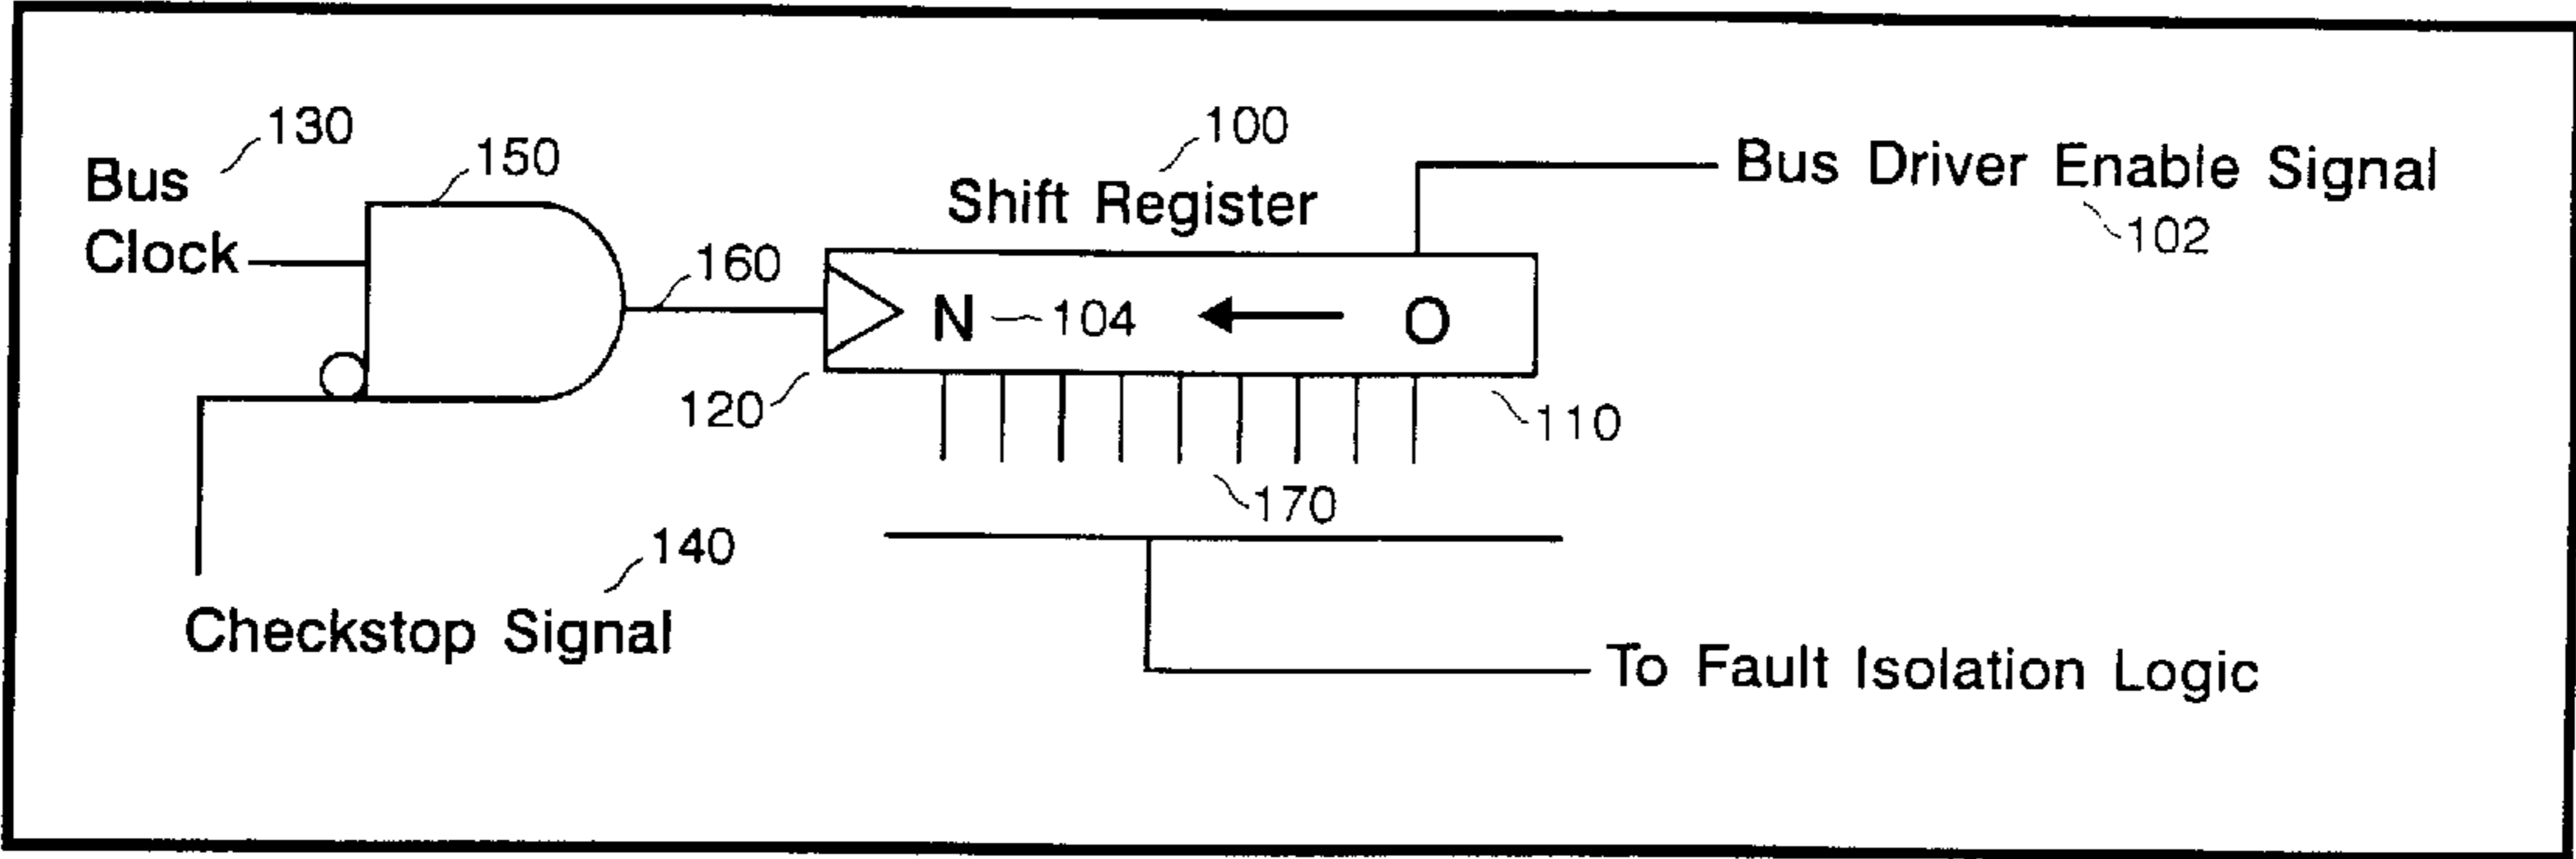 130
Bus
Clock
150
160
100
Shift Register
Bus Driver Enable Signal
102
N 104 O
120
110
170
140
Checkstop Signal
To Fault Isolation Logic